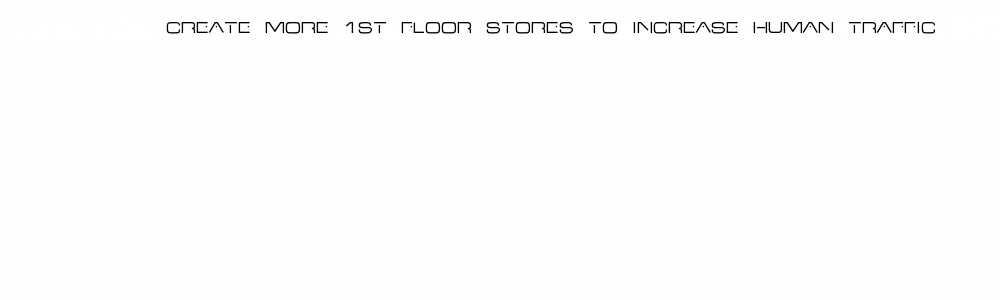 CREATE MORE 1ST FLOOR STORES TO INCREASE HUMAN TRAFFIC